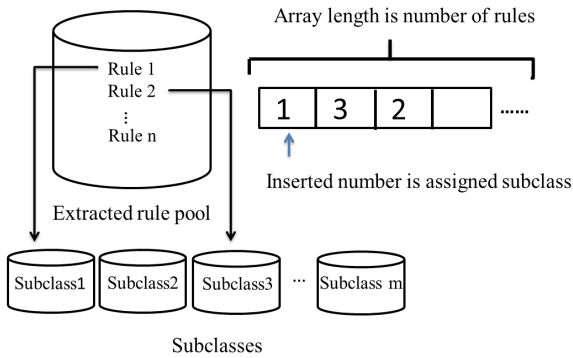 Array length is number of rules
Rule 1
Rule 2
⋮
Rule n
1 3 2 ......
Inserted number is assigned subclass
Extracted rule pool
Subclass1 Subclass2 Subclass3 ... Subclass m
Subclasses